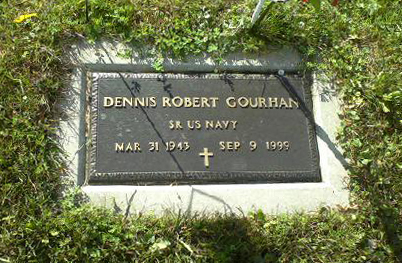 DENNIS ROBERT GOURHAN
SR US NAVY
MAR 31 1943 SEP 9 1999